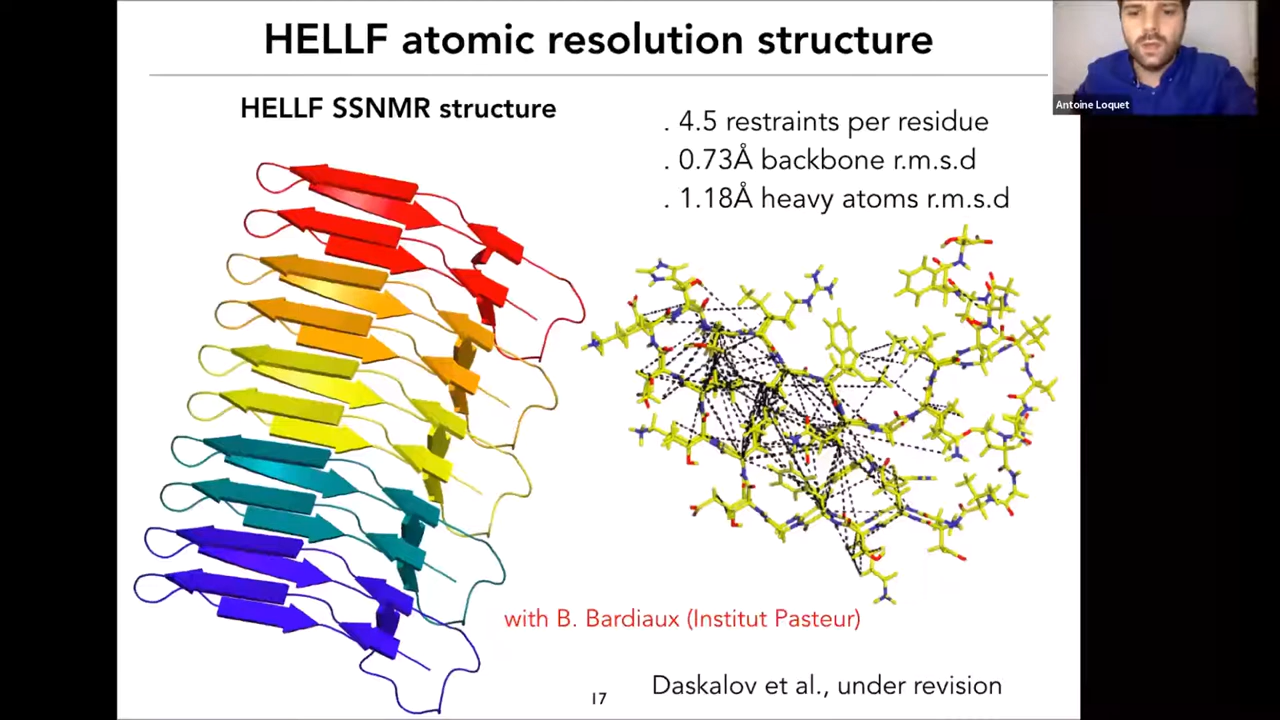 HELLF atomic resolution structure
Antoine Loquet
HELLF SSNMR structure
. 4.5 restraints per residue
. 0.73Å backbone r.m.s.d
. 1.18Å heavy atoms r.m.s.d
with B. Bardiaux (Institut Pasteur)
Daskalov et al., under revision
17